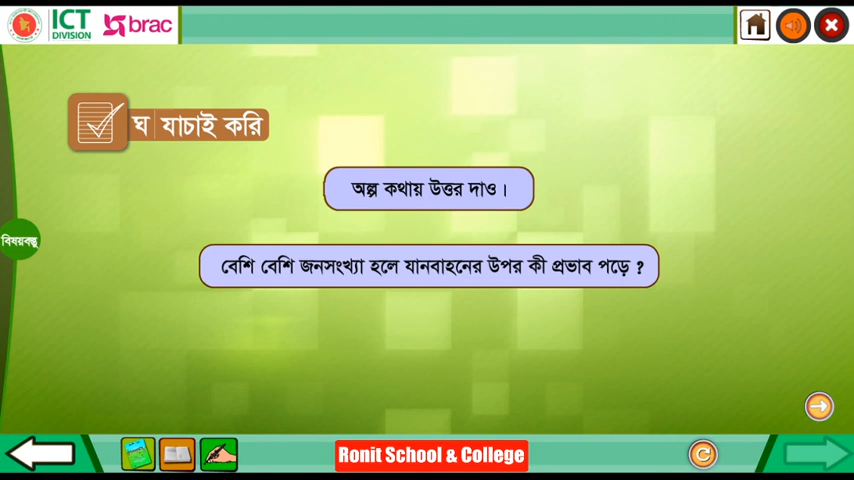 ICT
DIVISION
brac
ঘ যাচাই করি
অল্প কথায় উত্তর দাও।
বিষয়বস্তু
বেশি বেশি জনসংখ্যা হলে যানবাহনের উপর কী প্রভাব পড়ে ?
Ronit School & College